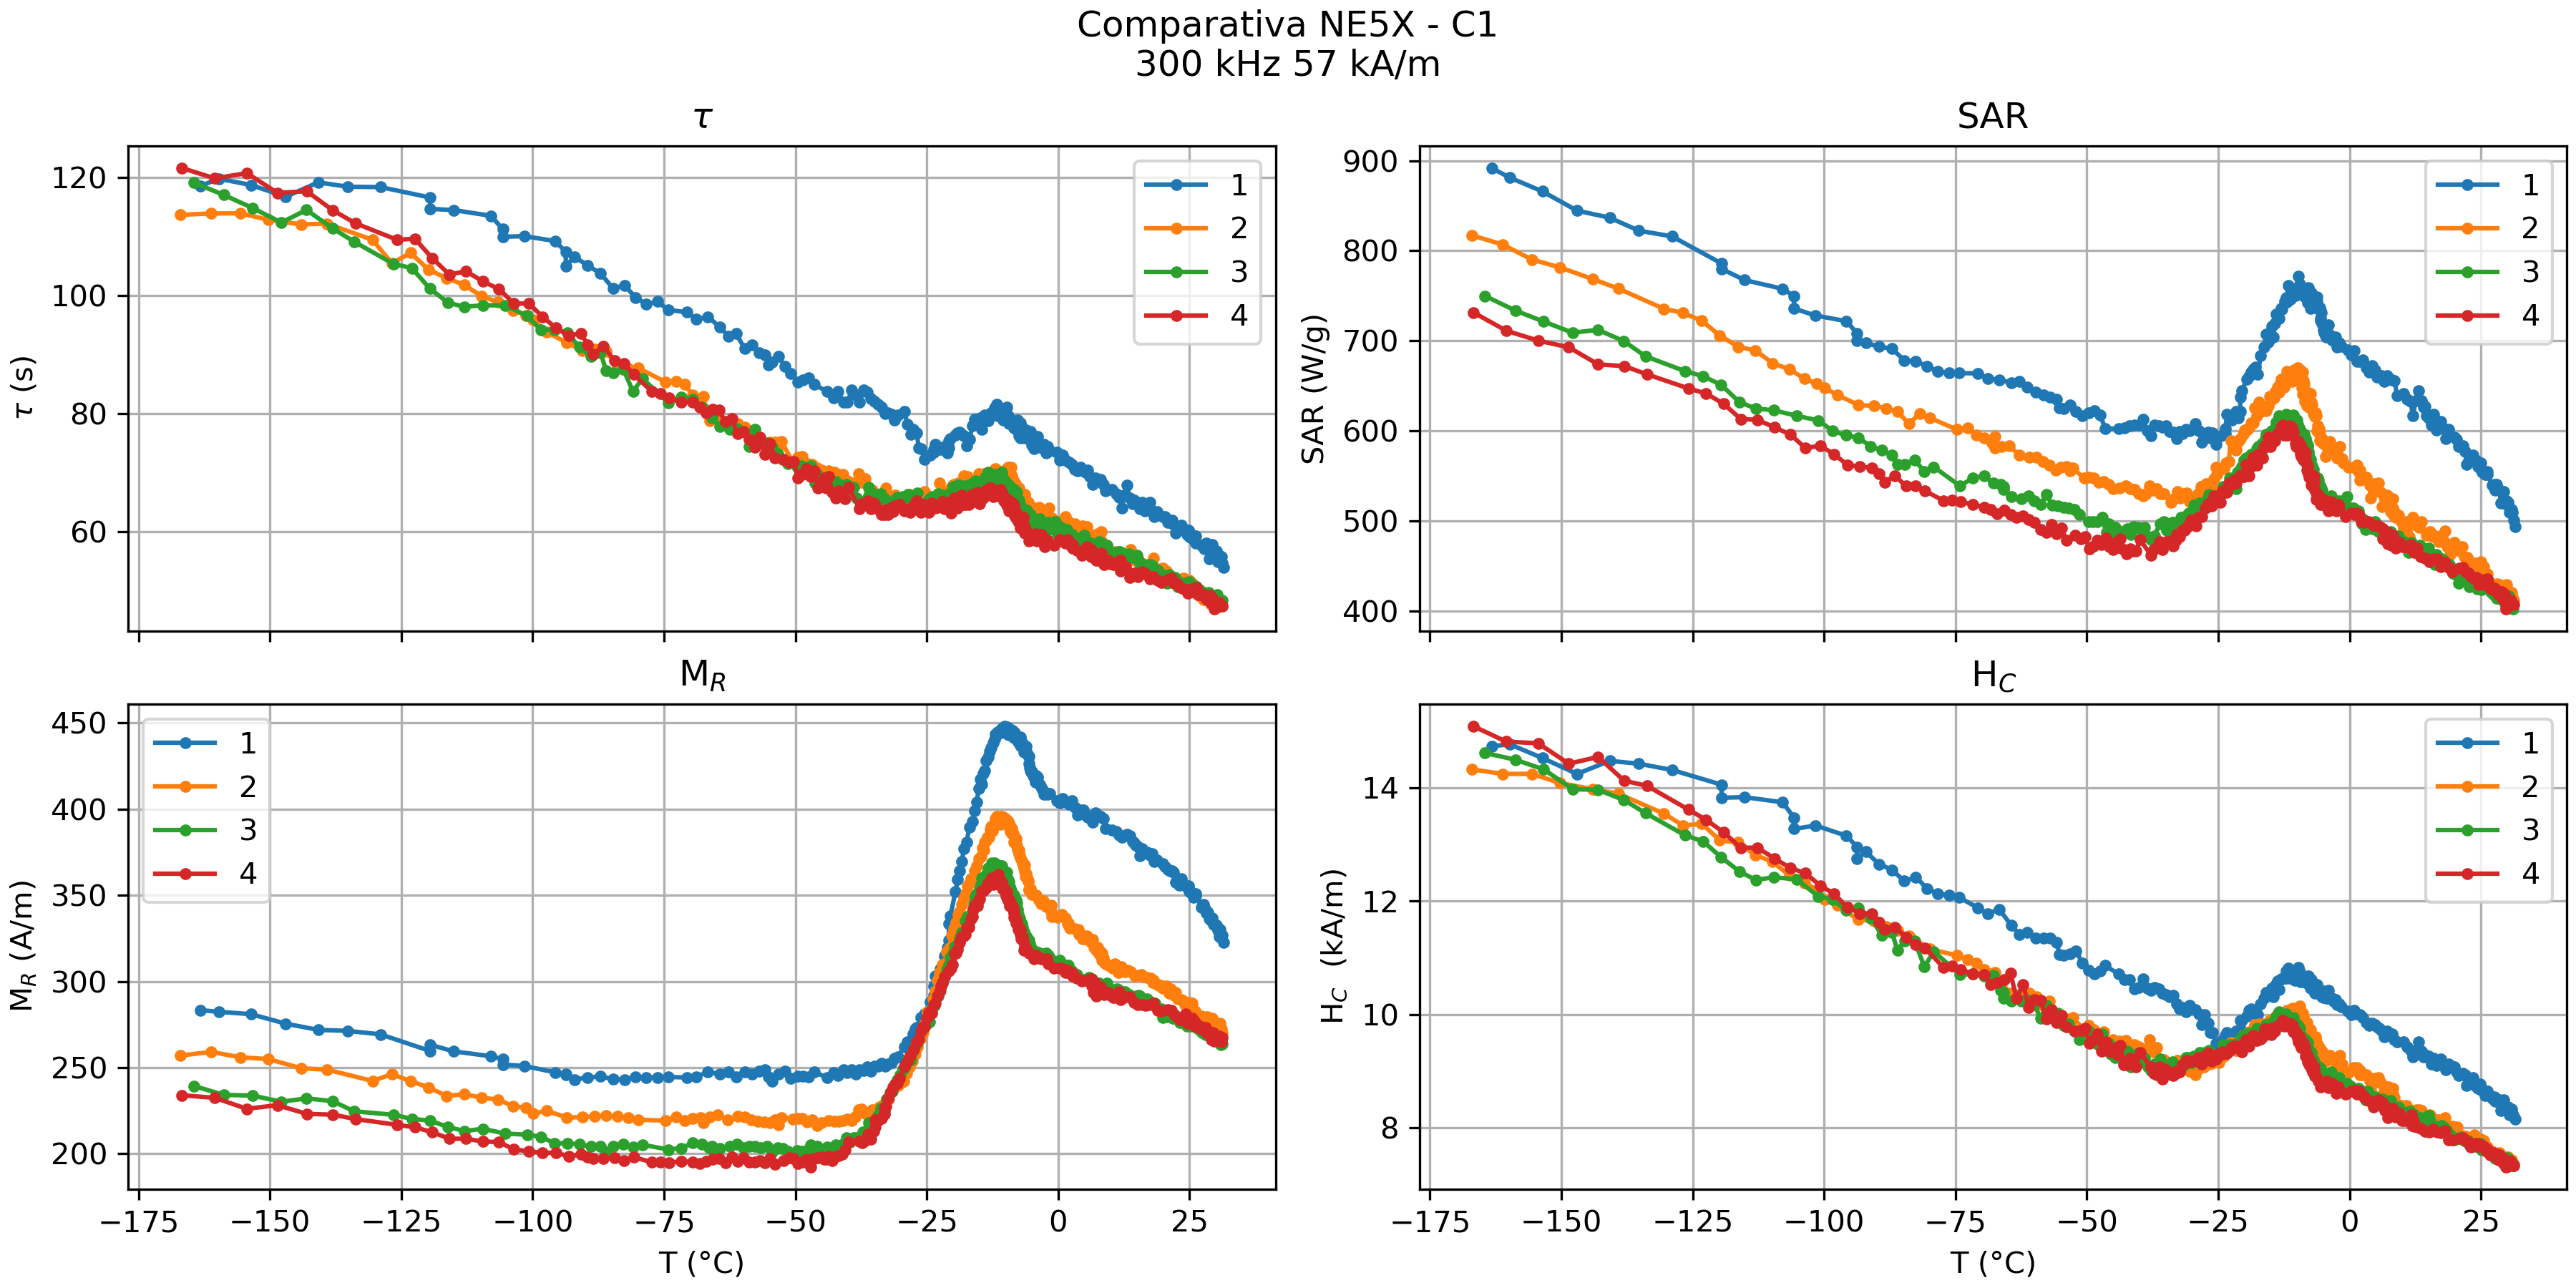 Comparativa NE5X - C1
300 kHz 57 kA/m
τ
120
100
80
60
τ (s)
1
2
3
4
SAR
900
800
700
600
500
400
SAR (W/g)
1
2
3
4
M_R
450
400
350
300
250
200
M_R (A/m)
1
2
3
4
−175 −150 −125 −100 −75 −50 −25 0 25
T (°C)
H_C
14
12
10
8
H_C (kA/m)
1
2
3
4
−175 −150 −125 −100 −75 −50 −25 0 25
T (°C)